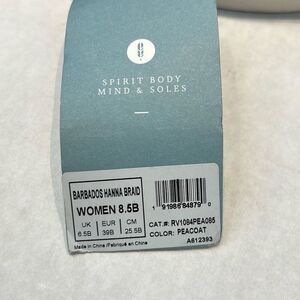 SPIRIT BODY
MIND & SOLES
BARBADOS HANNA BRAID
WOMEN 8.5B
UK EUR CM
6.5B 39B 25.5B
Made in China /Fabriqué en Chine
1 91986 84879 0
CAT.#: RV1084PEA085
COLOR: PEACOAT
A612393